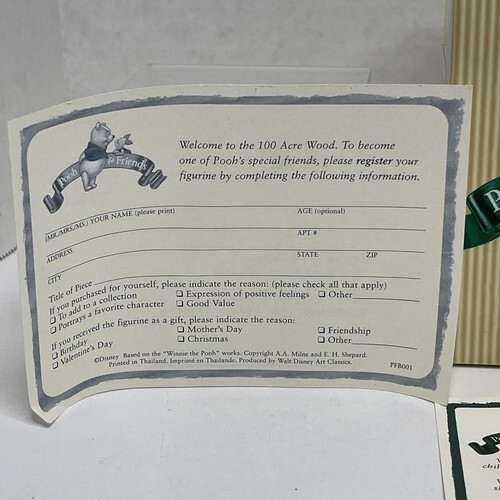 Pooh & Friends
Welcome to the 100 Acre Wood. To become
one of Pooh's special friends, please register your
figurine by completing the following information.
(MR./MRS./MS.) YOUR NAME (please print) AGE (optional)
ADDRESS APT #
CITY STATE ZIP
Title of Piece
If you purchased for yourself, please indicate the reason: (please check all that apply)
To add to a collection Expression of positive feelings Other
Portrays a favorite character Good Value
If you received the figurine as a gift, please indicate the reason:
Birthday Mother's Day Friendship
Valentine's Day Christmas Other
©Disney Based on the "Winnie the Pooh" works. Copyright A.A. Milne and E. H. Shepard.
Printed in Thailand. Imprimé en Thailande. Produced by Walt Disney Art Classics.
PFB001